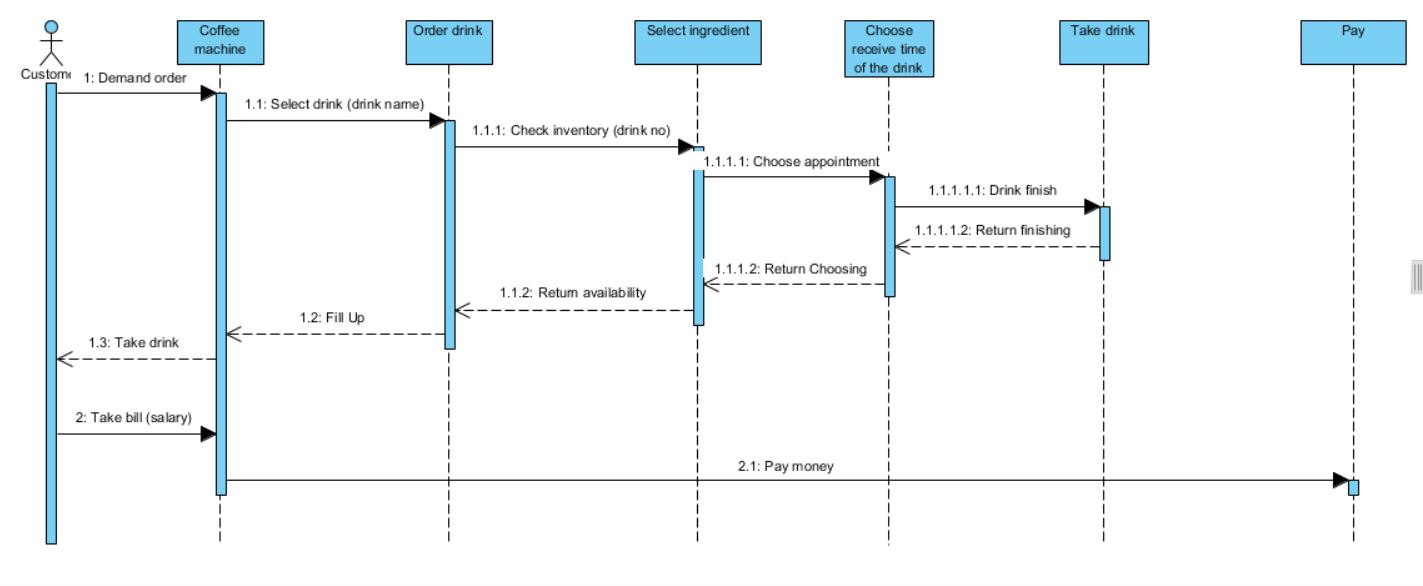 Coffee
machine
Order drink
Select ingredient
Choose
receive time
of the drink
Take drink
Pay
Custome
1: Demand order
1.1: Select drink (drink name)
1.1.1: Check inventory (drink no)
1.1.1.1: Choose appointment
1.1.1.1.1: Drink finish
1.1.1.1.2: Return finishing
1.1.1.2: Return Choosing
1.1.2: Return availability
1.2: Fill Up
1.3: Take drink
2: Take bill (salary)
2.1: Pay money